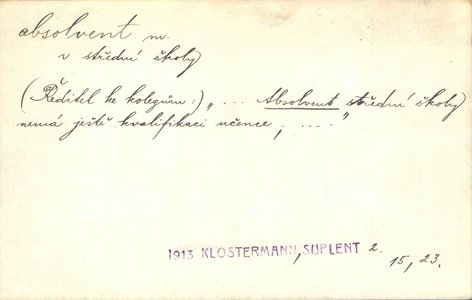 absolvent m.
v střední školy
(Ředitel ke kolegům:) „ ... Absolvent střední školy
nemá ještě kvalifikaci učence; ...."
1913 KLOSTERMANN, SUPLENT 2.
15, 23.